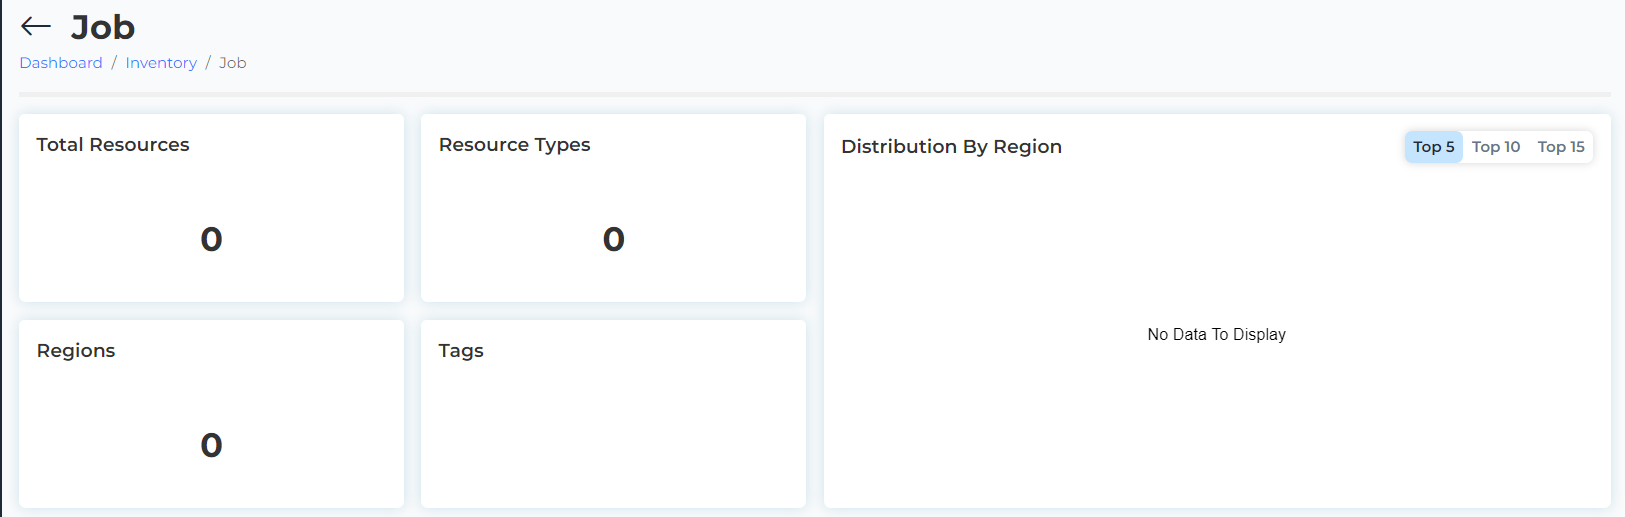 Job
Dashboard / Inventory / Job
Total Resources
0
Resource Types
0
Distribution By Region
Top 5 Top 10 Top 15
No Data To Display
Regions
0
Tags